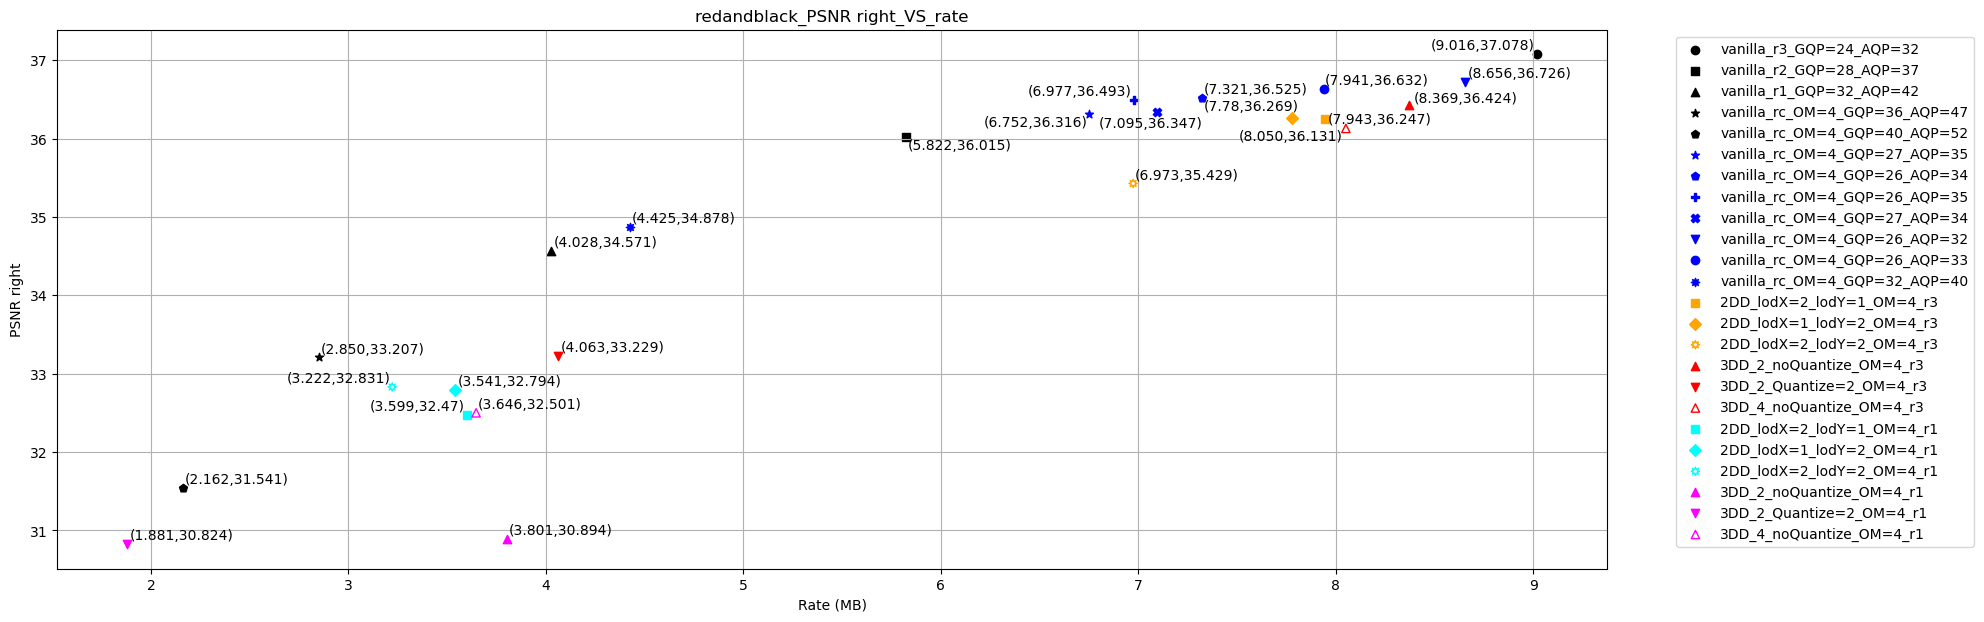 redandblack_PSNR right_VS_rate
PSNR right
37
36
35
34
33
32
31
(9.016,37.078)
(8.656,36.726)
(7.941,36.632)
(7.321,36.525)
(6.977,36.493)
(8.369,36.424)
(7.78,36.269)
(6.752,36.316)
(7.095,36.347)
(7.943,36.247)
(8.050,36.131)
(5.822,36.015)
(6.973,35.429)
(4.425,34.878)
(4.028,34.571)
(2.850,33.207)
(4.063,33.229)
(3.222,32.831)
(3.541,32.794)
(3.599,32.47)
(3.646,32.501)
(2.162,31.541)
(1.881,30.824)
(3.801,30.894)
2
3
4
5
6
7
8
9
Rate (MB)
vanilla_r3_GQP=24_AQP=32
vanilla_r2_GQP=28_AQP=37
vanilla_r1_GQP=32_AQP=42
vanilla_rc_OM=4_GQP=36_AQP=47
vanilla_rc_OM=4_GQP=40_AQP=52
vanilla_rc_OM=4_GQP=27_AQP=35
vanilla_rc_OM=4_GQP=26_AQP=34
vanilla_rc_OM=4_GQP=26_AQP=35
vanilla_rc_OM=4_GQP=27_AQP=34
vanilla_rc_OM=4_GQP=26_AQP=32
vanilla_rc_OM=4_GQP=26_AQP=33
vanilla_rc_OM=4_GQP=32_AQP=40
2DD_lodX=2_lodY=1_OM=4_r3
2DD_lodX=1_lodY=2_OM=4_r3
2DD_lodX=2_lodY=2_OM=4_r3
3DD_2_noQuantize_OM=4_r3
3DD_2_Quantize=2_OM=4_r3
3DD_4_noQuantize_OM=4_r3
2DD_lodX=2_lodY=1_OM=4_r1
2DD_lodX=1_lodY=2_OM=4_r1
2DD_lodX=2_lodY=2_OM=4_r1
3DD_2_noQuantize_OM=4_r1
3DD_2_Quantize=2_OM=4_r1
3DD_4_noQuantize_OM=4_r1